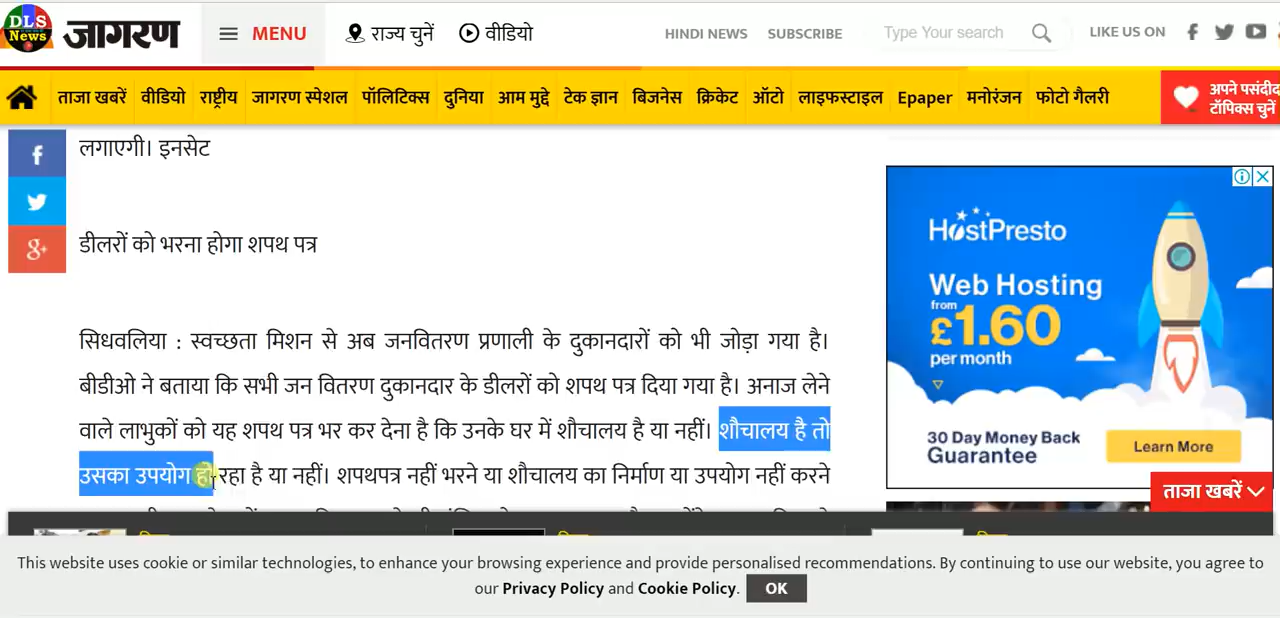 DLS
News
जागरण
MENU
राज्य चुनें
वीडियो
HINDI NEWS
SUBSCRIBE
Type Your search
LIKE US ON
ताजा खबरें
वीडियो
राष्ट्रीय
जागरण स्पेशल
पॉलिटिक्स
दुनिया
आम मुद्दे
टेक ज्ञान
बिजनेस
क्रिकेट
ऑटो
लाइफस्टाइल
Epaper
मनोरंजन
फोटो गैलरी
अपने पसंदीद
टॉपिक्स चुनें
लगाएगी। इनसेट
डीलरों को भरना होगा शपथ पत्र
सिधवलिया : स्वच्छता मिशन से अब जनवितरण प्रणाली के दुकानदारों को भी जोड़ा गया है।
बीडीओ ने बताया कि सभी जन वितरण दुकानदार के डीलरों को शपथ पत्र दिया गया है। अनाज लेने
वाले लाभुकों को यह शपथ पत्र भर कर देना है कि उनके घर में शौचालय है या नहीं। शौचालय है तो
उसका उपयोग हो रहा है या नहीं। शपथपत्र नहीं भरने या शौचालय का निर्माण या उपयोग नहीं करने
HostPresto
Web Hosting
from
£1.60
per month
30 Day Money Back
Guarantee
Learn More
ताजा खबरें
This website uses cookie or similar technologies, to enhance your browsing experience and provide personalised recommendations. By continuing to use our website, you agree to
our Privacy Policy and Cookie Policy. OK